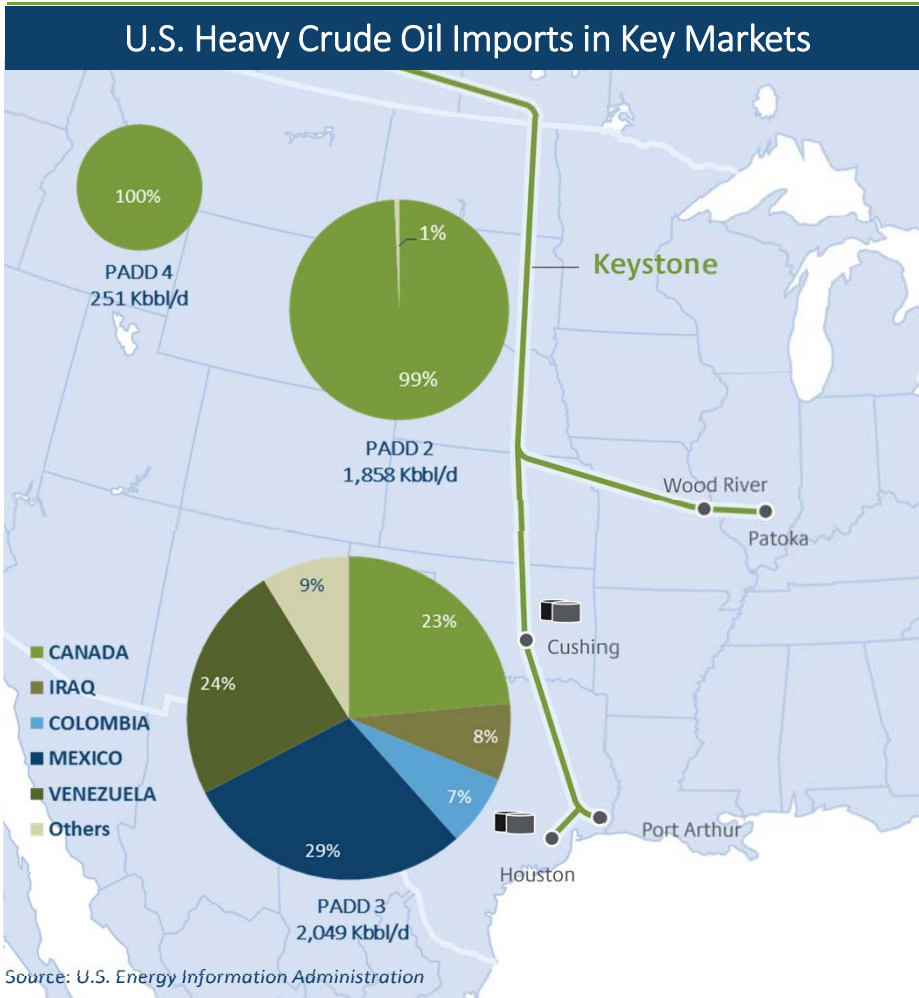 U.S. Heavy Crude Oil Imports in Key Markets
100%
PADD 4
251 Kbbl/d
1%
99%
PADD 2
1,858 Kbbl/d
Keystone
Wood River
Patoka
Cushing
9%
23%
24%
8%
7%
29%
PADD 3
2,049 Kbbl/d
CANADA
IRAQ
COLOMBIA
MEXICO
VENEZUELA
Others
Port Arthur
Houston
Source: U.S. Energy Information Administration